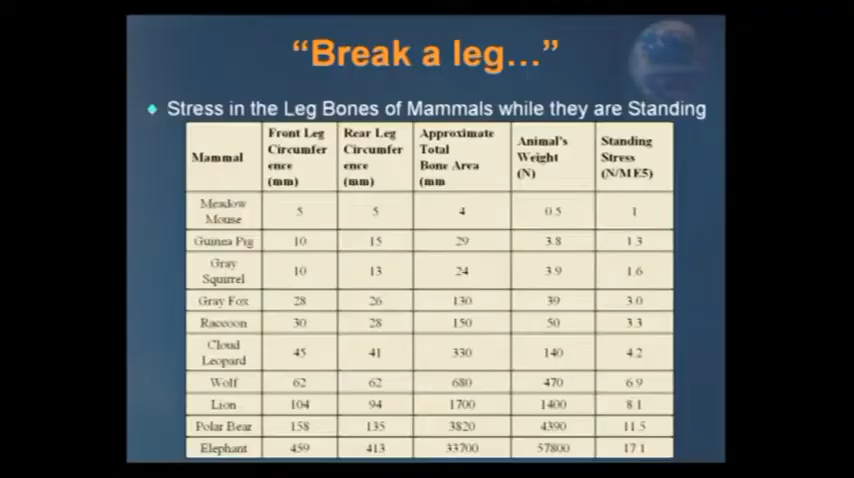 “Break a leg…”
Stress in the Leg Bones of Mammals while they are Standing
Mammal Front Leg Circumfer ence (mm) Rear Leg Circumfer ence (mm) Approximate Total Bone Area (mm Animal's Weight (N) Standing Stress (N/ME5)
Meadow Mouse 5 5 4 0.5 1
Guinea Pig 10 15 29 3.8 1.3
Gray Squirrel 10 13 24 3.9 1.6
Gray Fox 28 26 130 39 3.0
Raccoon 30 28 150 50 3.3
Cloud Leopard 45 41 330 140 4.2
Wolf 62 62 680 470 6.9
Lion 104 94 1700 1400 8.1
Polar Bear 158 135 3820 4390 11.5
Elephant 459 413 33700 57800 17.1